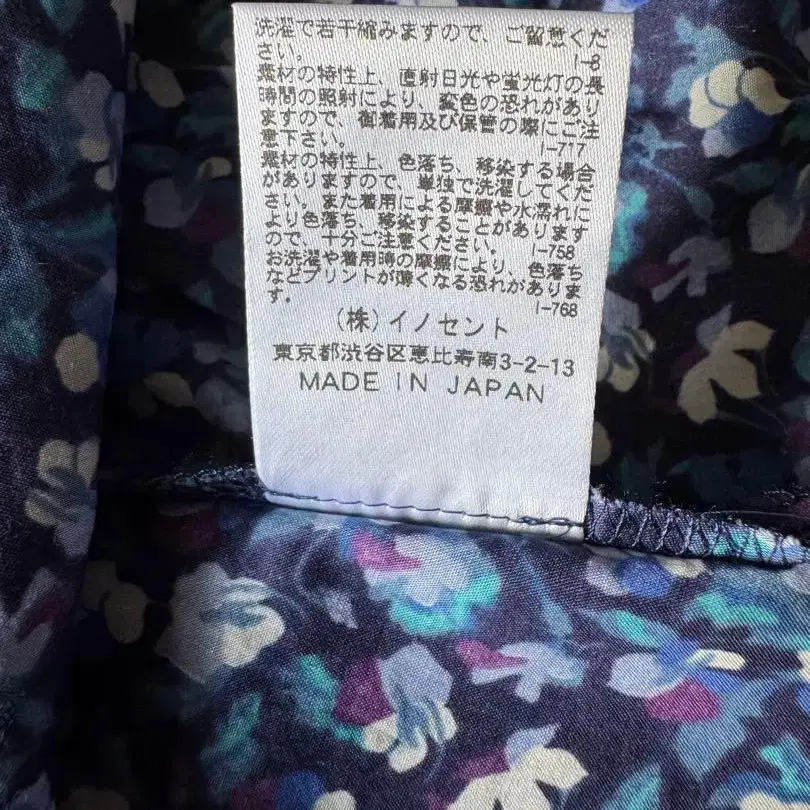 洗濯で若干縮みますので、ご留意くだ
さい。
I-8
素材の特性上、直射日光や蛍光灯の長
時間の照射により、変色の恐れがあり
ますので、御着用及び保管の際にご注
意下さい。
I-717
素材の特性上、色落ち、移染する場合
がありますので、単独で洗濯してくだ
さい。また着用による摩擦や水濡れに
より色落ち、移染することがあります
ので、十分ご注意ください。 I-758
お洗濯や着用時の摩擦により、色落ち
などプリントが薄くなる恐れがありま
す。
I-768
(株)イノセント
東京都渋谷区恵比寿南3-2-13
MADE IN JAPAN